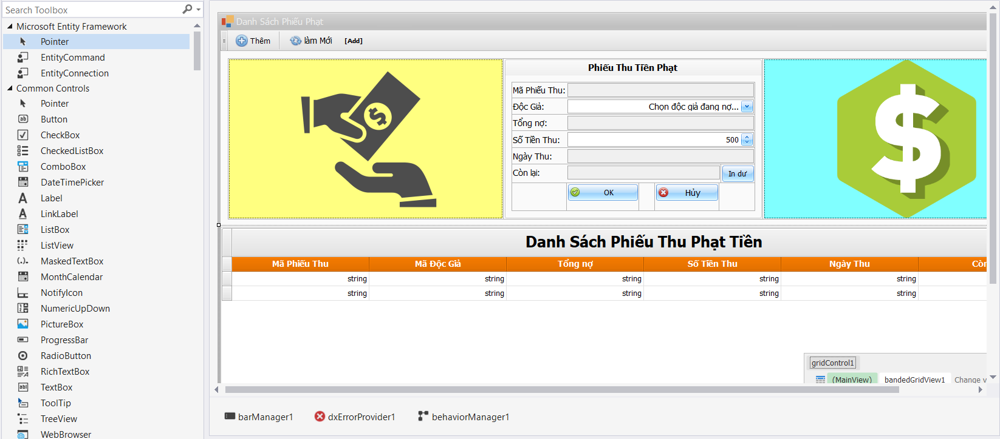 Search Toolbox
Microsoft Entity Framework
Pointer
EntityCommand
EntityConnection
Common Controls
Pointer
Button
CheckBox
CheckedListBox
ComboBox
DateTimePicker
Label
LinkLabel
ListBox
ListView
MaskedTextBox
MonthCalendar
NotifyIcon
NumericUpDown
PictureBox
ProgressBar
RadioButton
RichTextBox
TextBox
ToolTip
TreeView
WebBrowser
Danh Sách Phiếu Phạt
Thêm làm Mới [Add]
Phiếu Thu Tiền Phạt
Mã Phiếu Thu:
Độc Giả: Chọn độc giả đang nợ...
Tổng nợ:
Số Tiền Thu: 500
Ngày Thu:
Còn lại: In dư
OK Hủy
Danh Sách Phiếu Thu Phạt Tiền
Mã Phiếu Thu Mã Độc Giả Tổng nợ Số Tiền Thu Ngày Thu Còn
string string string string string
string string string string string
gridControl1
(MainView) bandedGridView1 Change v
barManager1 dxErrorProvider1 behaviorManager1